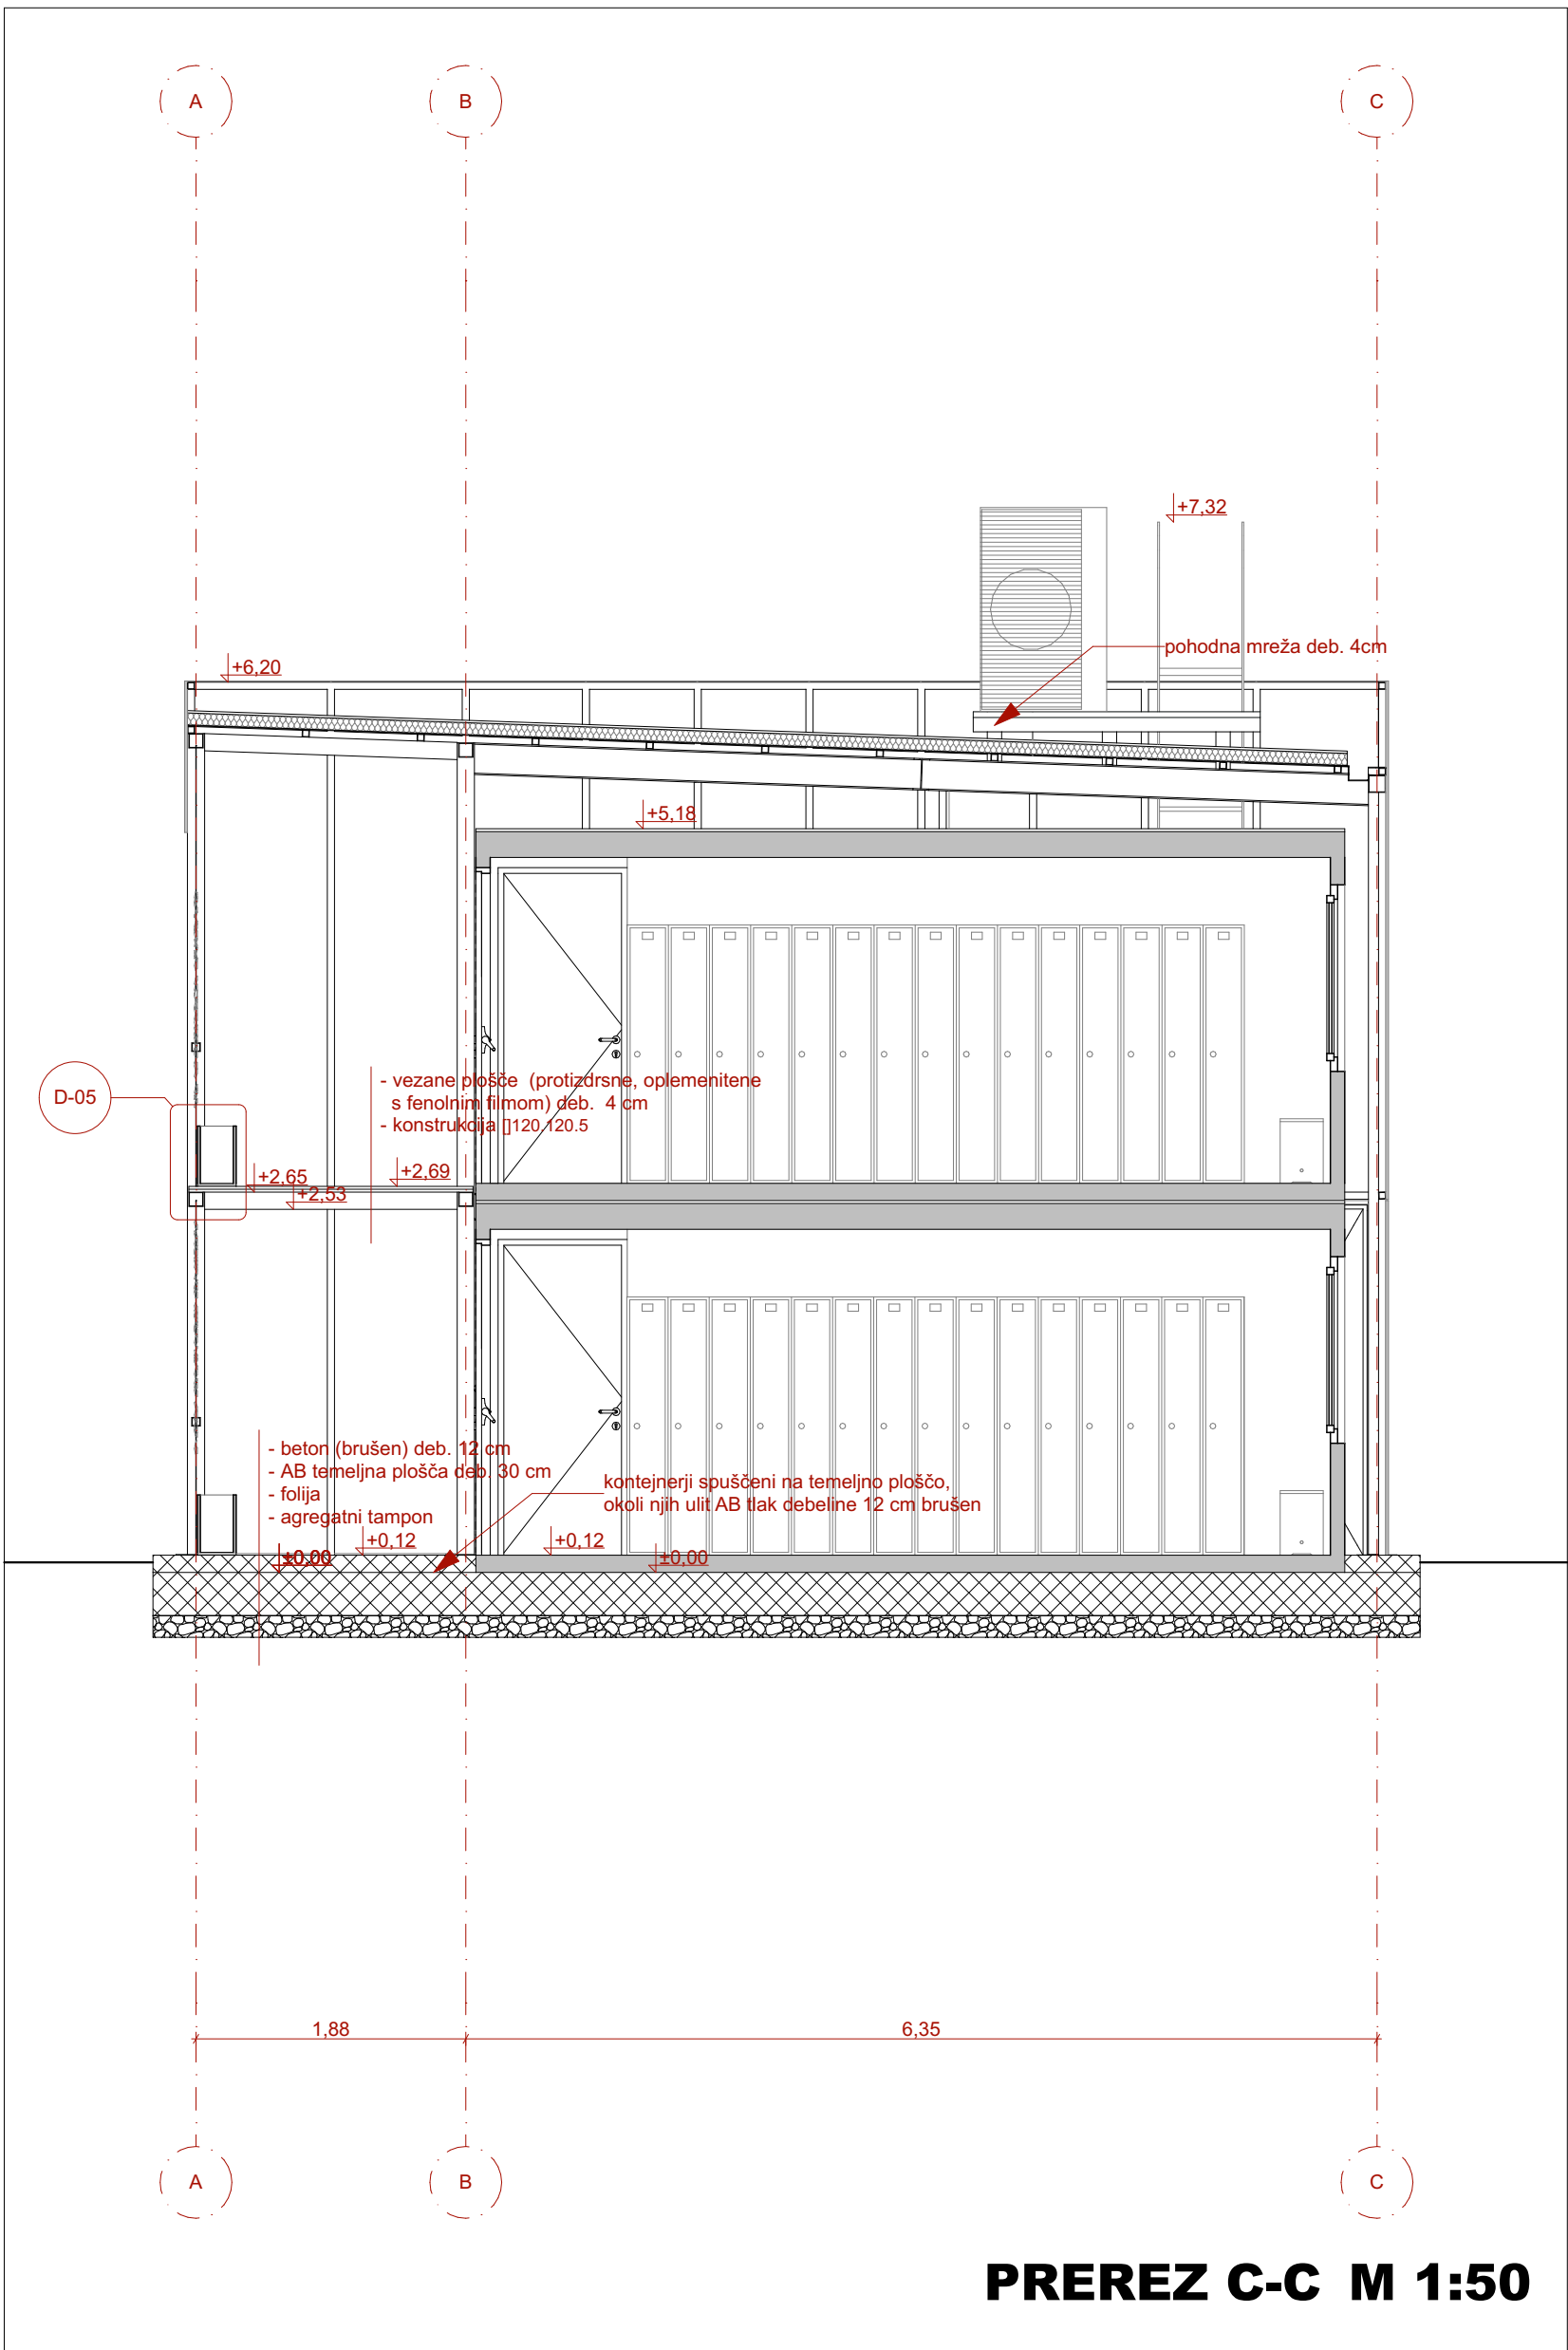 A
B
C
+7,32
pohodna mreža deb. 4cm
+6,20
+5,18
D-05
- vezane plošče (protizdrsne, oplemenitene
s fenolnim filmom) deb. 4 cm
- konstrukcija []120.120.5
+2,65
+2,69
+2,53
- beton (brušen) deb. 12 cm
- AB temeljna plošča deb. 30 cm
- folija
- agregatni tampon
kontejnerji spuščeni na temeljno ploščo,
okoli njih ulit AB tlak debeline 12 cm brušen
+0,12
+0,12
±0,00
±0,00
1,88
6,35
A
B
C
PREREZ C-C M 1:50